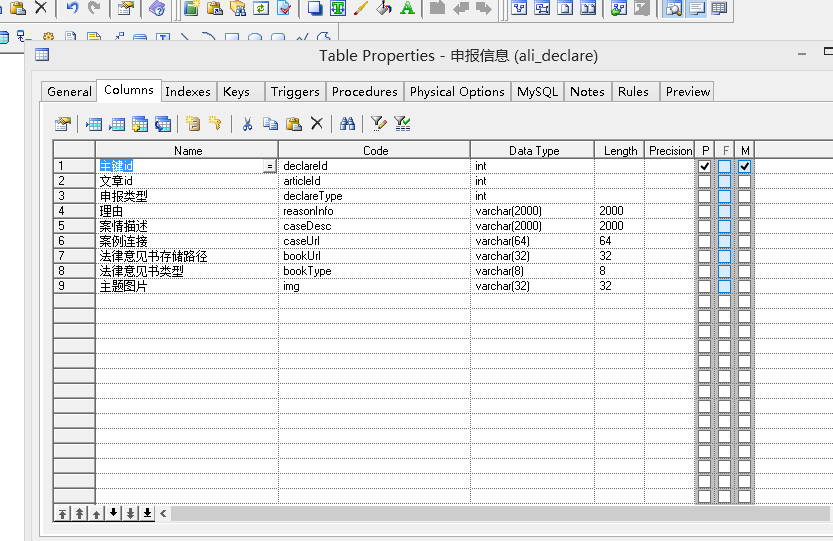 Table Properties - 申报信息 (ali_declare)
General Columns Indexes Keys Triggers Procedures Physical Options MySQL Notes Rules Preview
Name Code Data Type Length Precision P F M
1 主键id = declareId int
2 文章id articleId int
3 申报类型 declareType int
4 理由 reasonInfo varchar(2000) 2000
5 案情描述 caseDesc varchar(2000) 2000
6 案例连接 caseUrl varchar(64) 64
7 法律意见书存储路径 bookUrl varchar(32) 32
8 法律意见书类型 bookType varchar(8) 8
9 主题图片 img varchar(32) 32